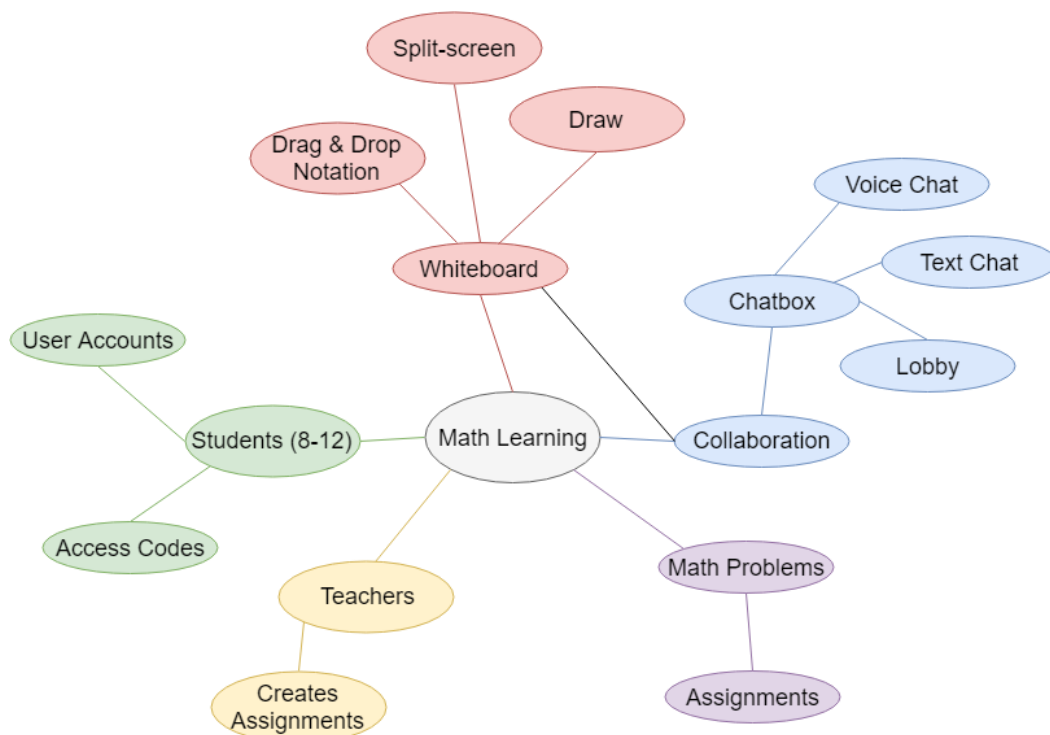 Split-screen
Draw
Drag & Drop
Notation
Voice Chat
Whiteboard
Text Chat
Chatbox
User Accounts
Lobby
Students (8-12)
Math Learning
Collaboration
Access Codes
Teachers
Math Problems
Creates
Assignments
Assignments